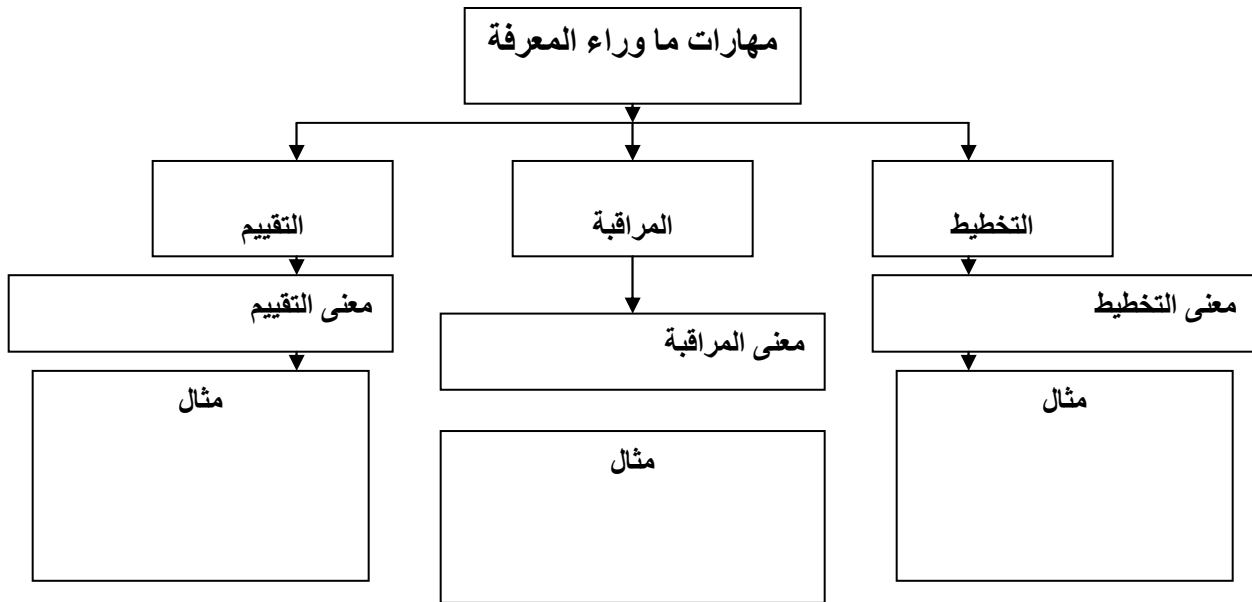 مهارات ما وراء المعرفة
التخطيط
المراقبة
التقييم
معنى التخطيط
معنى المراقبة
معنى التقييم
مثال
مثال
مثال